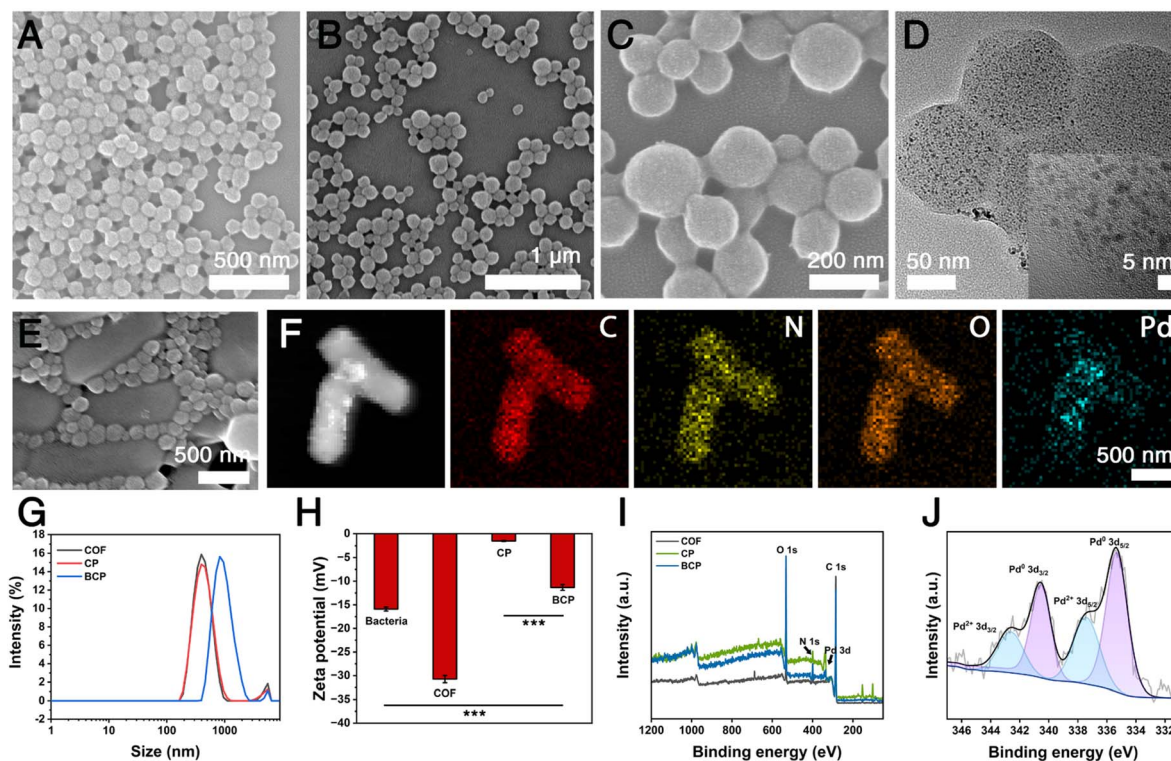 A
500 nm
B
1 µm
C
200 nm
D
50 nm
5 nm
E
500 nm
F
C
N
O
Pd
500 nm
G
COF
CP
BCP
Intensity (%)
18
16
14
12
10
8
6
4
2
0
-2
1
10
100
1000
Size (nm)
H
Zeta potential (mV)
0
-5
-10
-15
-20
-25
-30
-35
-40
Bacteria
COF
CP
BCP
***
***
I
COF
CP
BCP
O 1s
C 1s
N 1s
Pd 3d
Intensity (a.u.)
1200 1000 800 600 400 200
Binding energy (eV)
J
Pd⁰ 3d₅/₂
Pd⁰ 3d₃/₂
Pd²⁺ 3d₅/₂
Pd²⁺ 3d₃/₂
Intensity (a.u.)
346 344 342 340 338 336 334 332
Binding energy (eV)